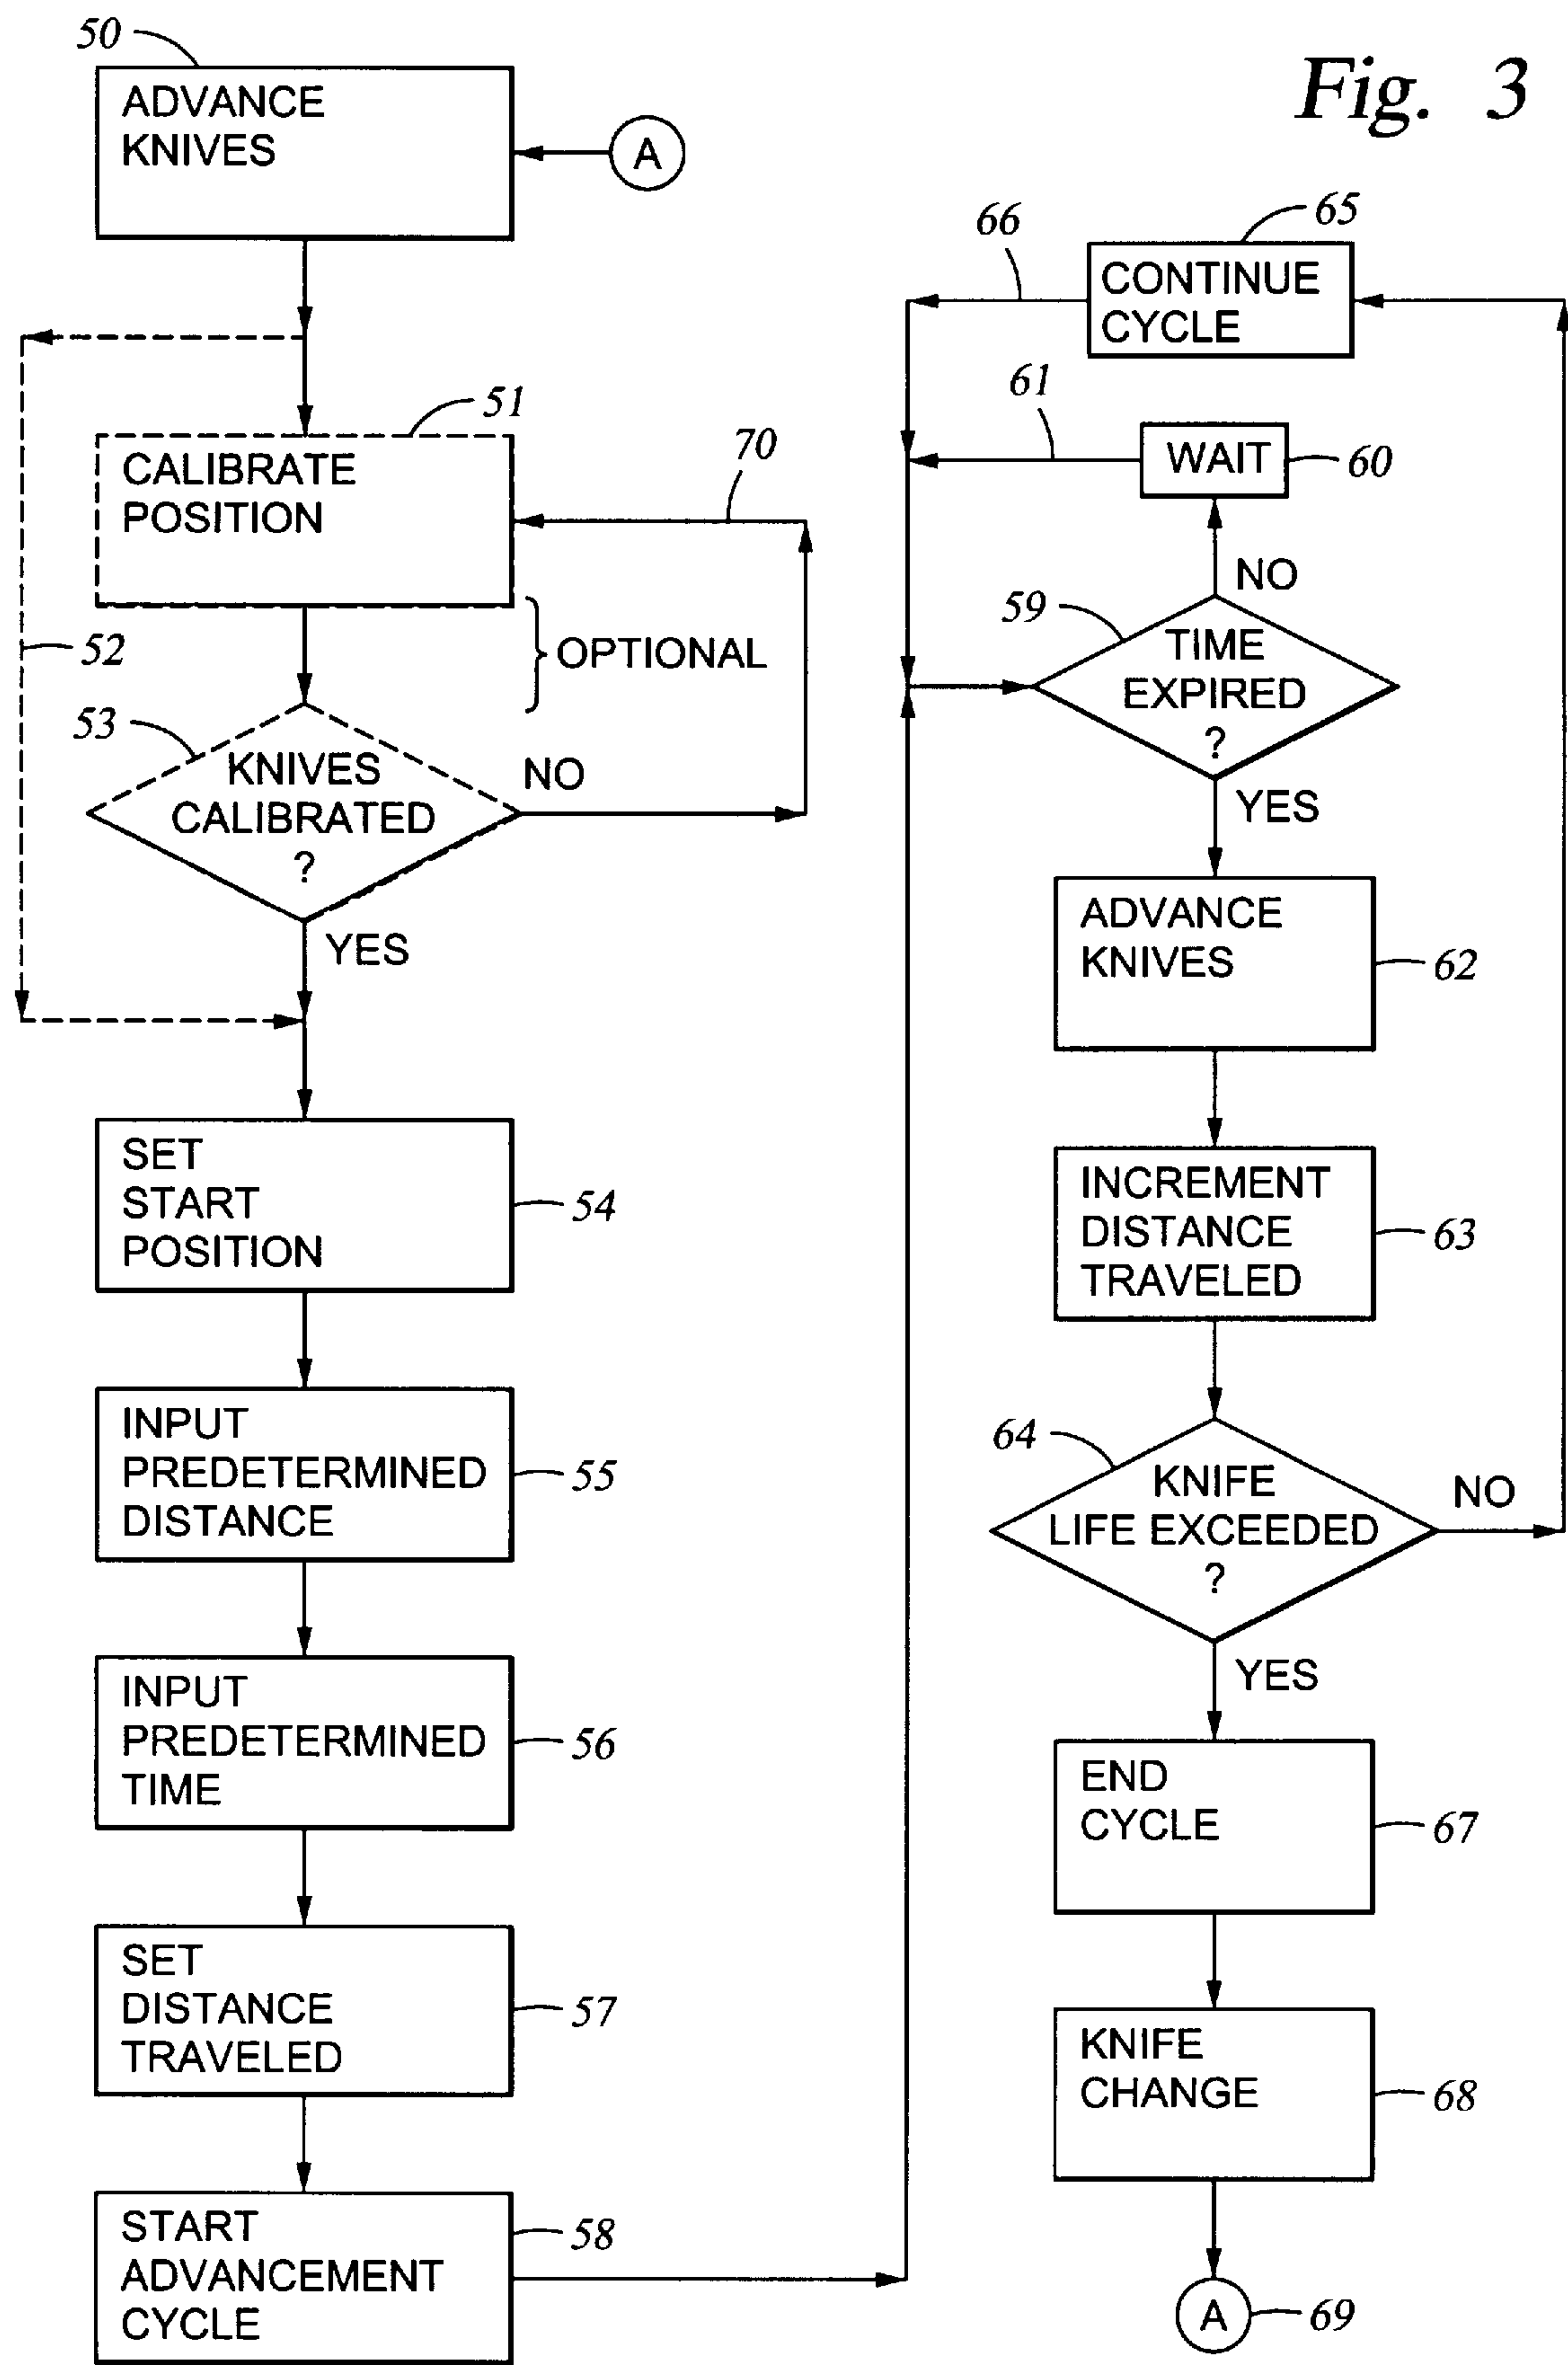 Fig. 3
50
ADVANCE
KNIVES
A
51
CALIBRATE
POSITION
70
52
OPTIONAL
53
KNIVES
CALIBRATED
?
NO
YES
SET
START
POSITION
54
INPUT
PREDETERMINED
DISTANCE
55
INPUT
PREDETERMINED
TIME
56
SET
DISTANCE
TRAVELED
57
START
ADVANCEMENT
CYCLE
58
66
65
CONTINUE
CYCLE
61
WAIT
60
NO
59
TIME
EXPIRED
?
YES
ADVANCE
KNIVES
62
INCREMENT
DISTANCE
TRAVELED
63
64
KNIFE
LIFE EXCEEDED
?
NO
YES
END
CYCLE
67
KNIFE
CHANGE
68
A
69